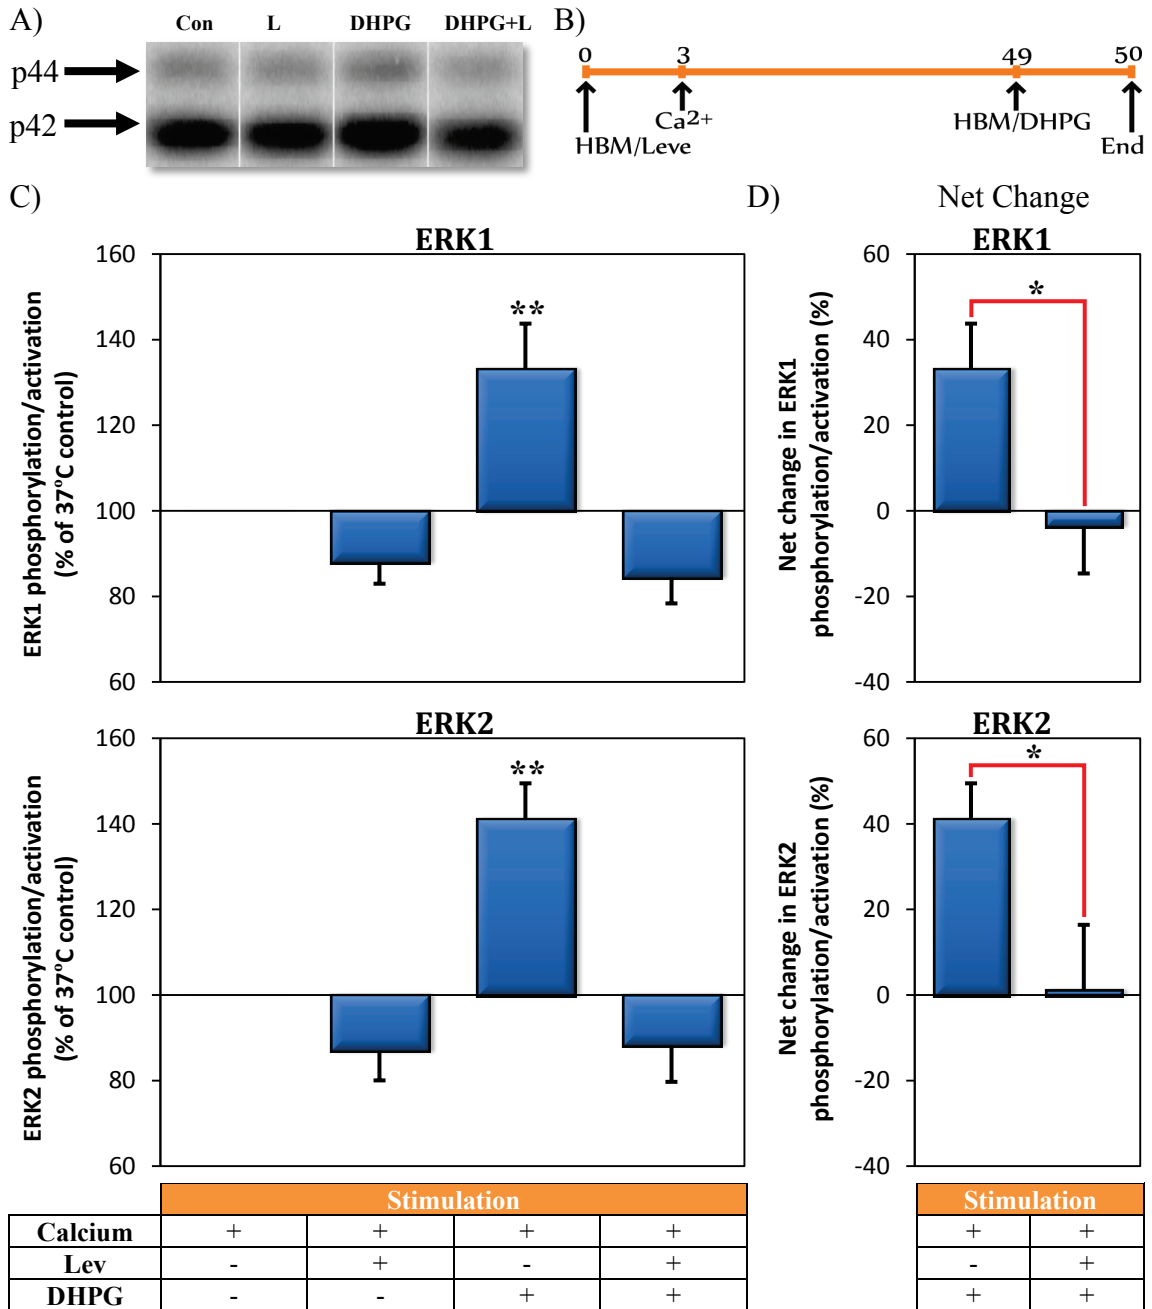 A)
Con L DHPG DHPG+L
p44
p42
B)
0 3 49 50
Ca2+
HBM/DHPG
HBM/Leve
End
C)
ERK1
160
140
120
100
80
60
ERK1 phosphorylation/activation
(% of 37°C control)
**
D)
Net Change
ERK1
60
40
20
0
-20
-40
Net change in ERK1
phosphorylation/activation (%)
*
ERK2
160
140
120
100
80
60
ERK2 phosphorylation/activation
(% of 37°C control)
**
ERK2
60
40
20
0
-20
-40
Net change in ERK2
phosphorylation/activation (%)
*
Stimulation
Calcium + + + +
Lev - + - +
DHPG - - + +
Stimulation
+ +
- +
+ +